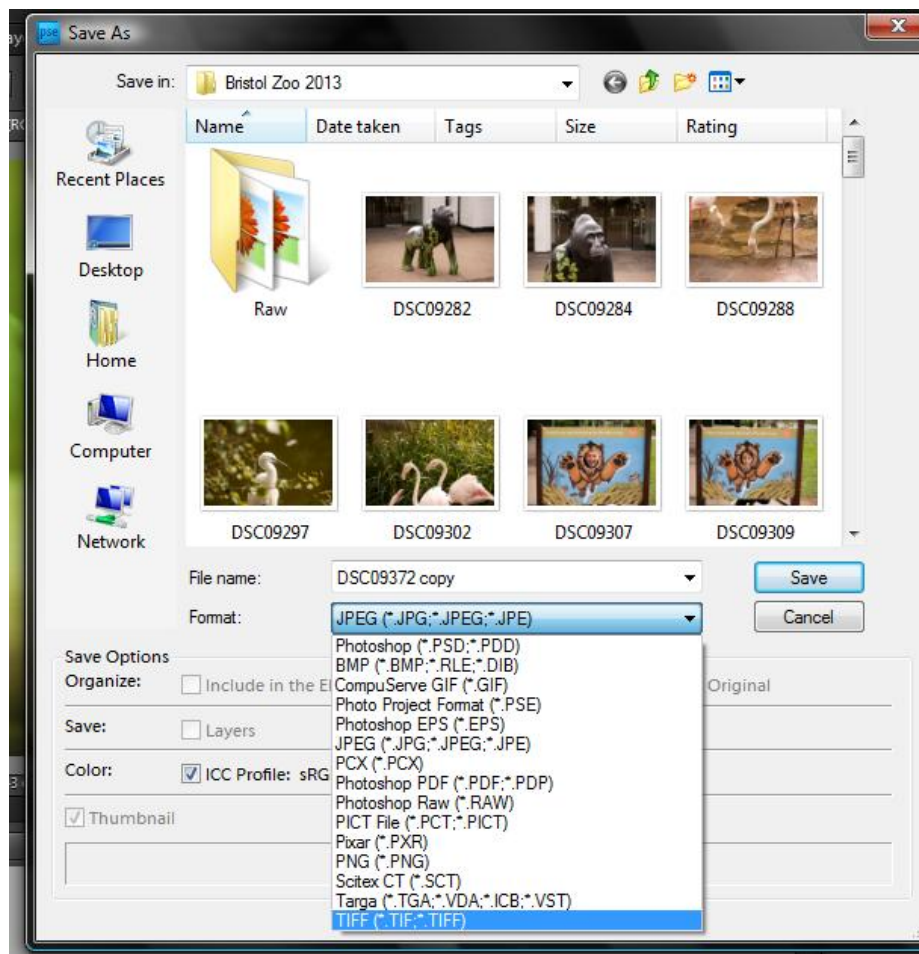 pse Save As
Save in: Bristol Zoo 2013
Name Date taken Tags Size Rating
Recent Places
Desktop
Home
Computer
Network
Raw DSC09282 DSC09284 DSC09288
DSC09297 DSC09302 DSC09307 DSC09309
File name: DSC09372 copy Save
Format: JPEG (*.JPG;*.JPEG;*.JPE) Cancel
Photoshop (*.PSD;*.PDD)
BMP (*.BMP;*.RLE;*.DIB)
CompuServe GIF (*.GIF)
Photo Project Format (*.PSE)
Photoshop EPS (*.EPS)
JPEG (*.JPG;*.JPEG;*.JPE)
PCX (*.PCX)
Photoshop PDF (*.PDF;*.PDP)
Photoshop Raw (*.RAW)
PICT File (*.PCT;*.PICT)
Pixar (*.PXR)
PNG (*.PNG)
Scitex CT (*.SCT)
Targa (*.TGA;*.VDA;*.ICB;*.VST)
TIFF (*.TIF;*.TIFF)
Save Options
Organize: Include in the El Original
Save: Layers
Color: ICC Profile: sRG
Thumbnail